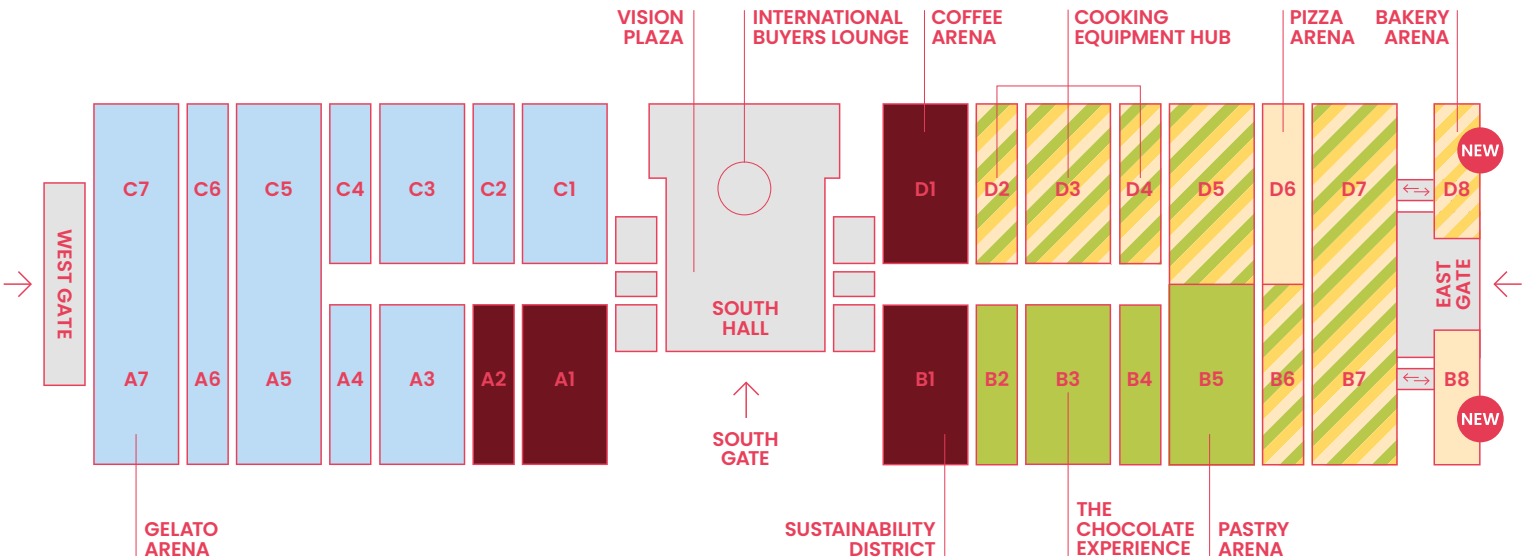 VISION
PLAZA
INTERNATIONAL
BUYERS LOUNGE
COFFEE
ARENA
COOKING
EQUIPMENT HUB
PIZZA
ARENA
BAKERY
ARENA
NEW
C7 C6 C5 C4 C3 C2 C1 D1 D2 D3 D4 D5 D6 D7 D8
WEST GATE
SOUTH
HALL
EAST
GATE
A7 A6 A5 A4 A3 A2 A1 B1 B2 B3 B4 B5 B6 B7 B8
NEW
SOUTH
GATE
GELATO
ARENA
SUSTAINABILITY
DISTRICT
THE
CHOCOLATE
EXPERIENCE
PASTRY
ARENA